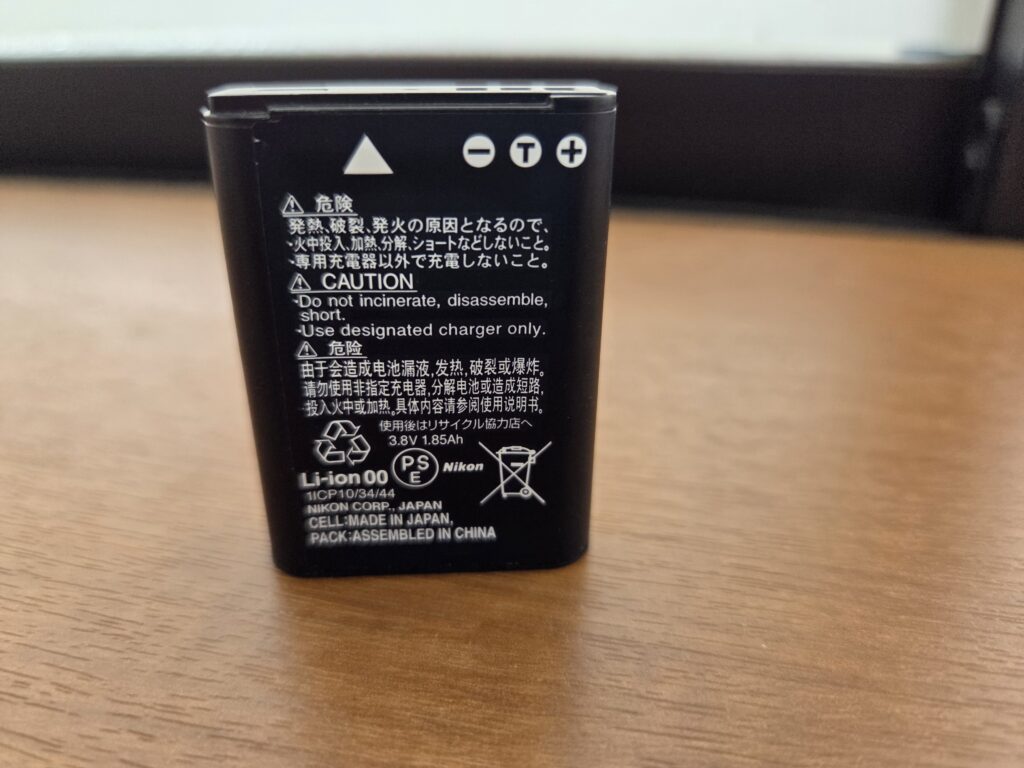 − T +
⚠ 危険
発熱、破裂、発火の原因となるので、
・火中投入、加熱、分解、ショートなどしないこと。
・専用充電器以外で充電しないこと。
⚠ CAUTION
・Do not incinerate, disassemble,
short.
・Use designated charger only.
⚠ 危险
由于会造成电池漏液,发热,破裂或爆炸。
请勿使用非指定充电器,分解电池或造成短路,
投入火中或加热。具体内容请参阅使用说明书。
使用後はリサイクル協力店へ
3.8V 1.85Ah
PS
E
Nikon
Li-ion 00
1ICP10/34/44
NIKON CORP., JAPAN
CELL:MADE IN JAPAN,
PACK:ASSEMBLED IN CHINA